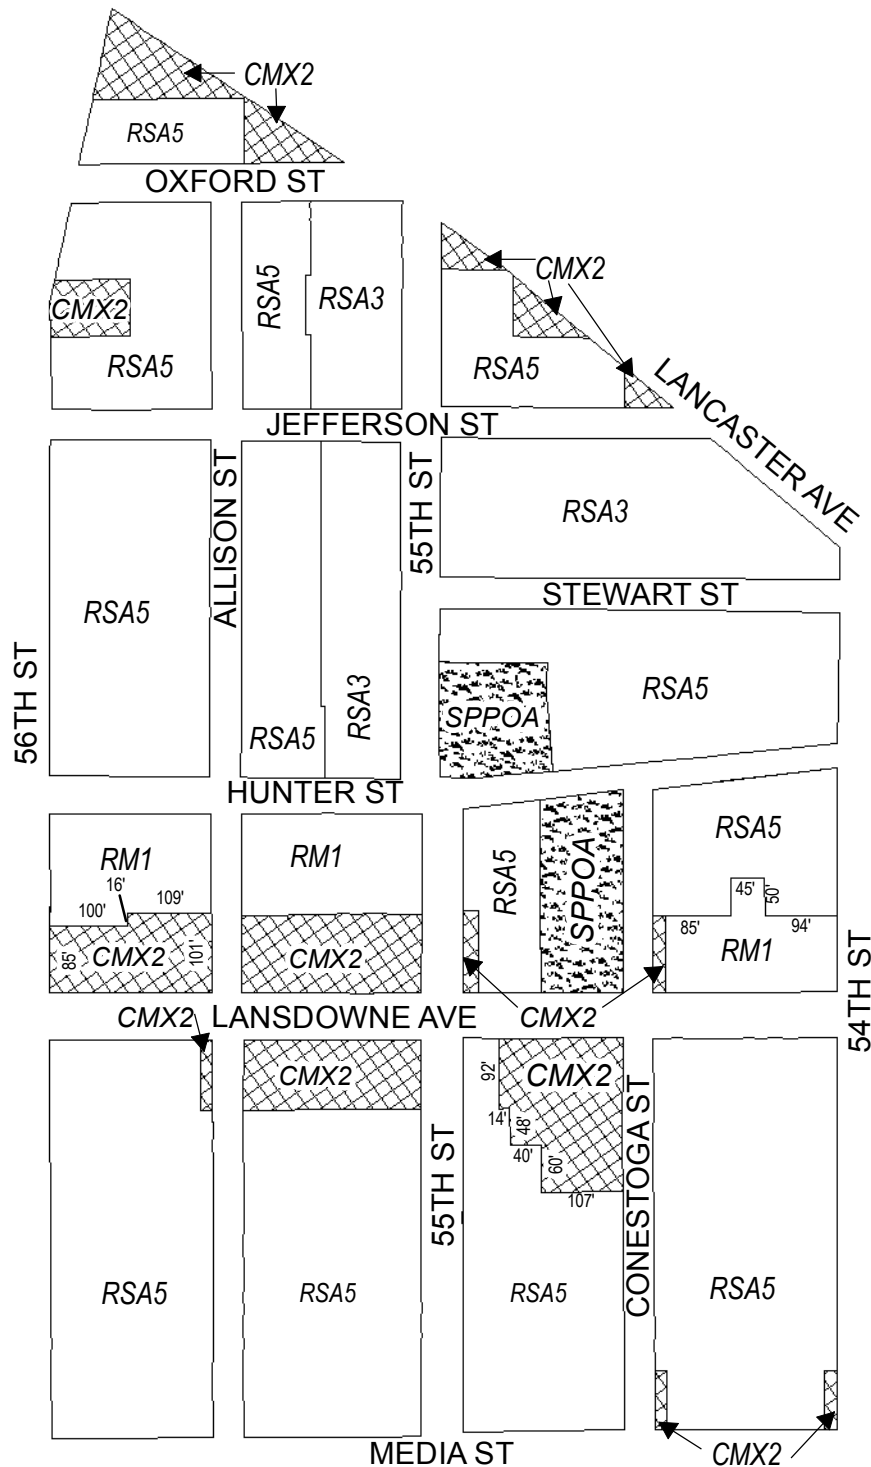 CMX2
RSA5
OXFORD ST
RSA5
RSA3
CMX2
CMX2
RSA5
RSA5
LANCASTER AVE
JEFFERSON ST
ALLISON ST
55TH ST
RSA3
STEWART ST
RSA5
56TH ST
RSA5
SPPOA
RSA3
RSA5
HUNTER ST
RM1
RM1
RSA5
SPPOA
RSA5
16'
109'
100'
45'
50'
85'
94'
85'
CMX2
101'
CMX2
RM1
54TH ST
CMX2
LANSDOWNE AVE
CMX2
CMX2
92'
CMX2
14'
48'
40'
60'
107'
55TH ST
CONESTOGA ST
RSA5
RSA5
RSA5
RSA5
MEDIA ST
CMX2